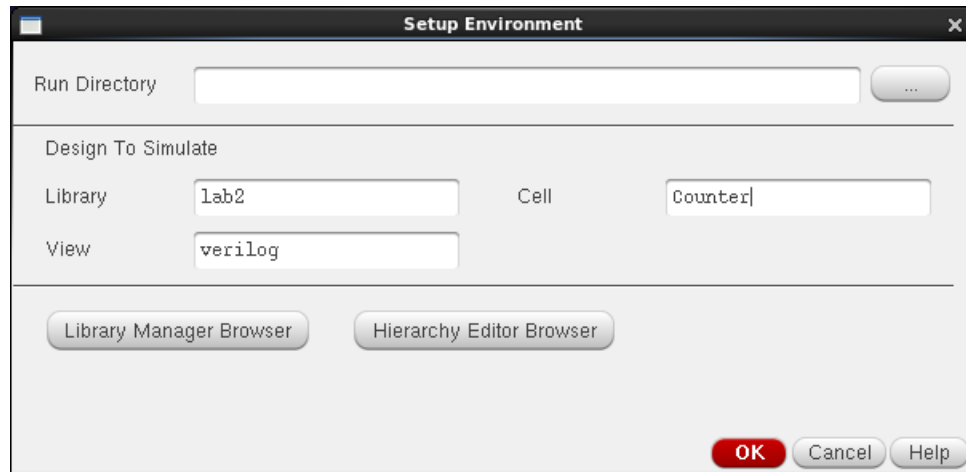 Setup Environment
Run Directory
...
Design To Simulate
Library lab2 Cell Counter
View verilog
Library Manager Browser Hierarchy Editor Browser
OK Cancel Help